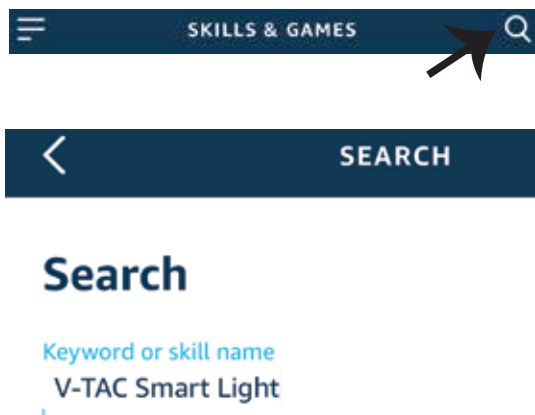 SKILLS & GAMES
SEARCH
Search
Keyword or skill name
V-TAC Smart Light